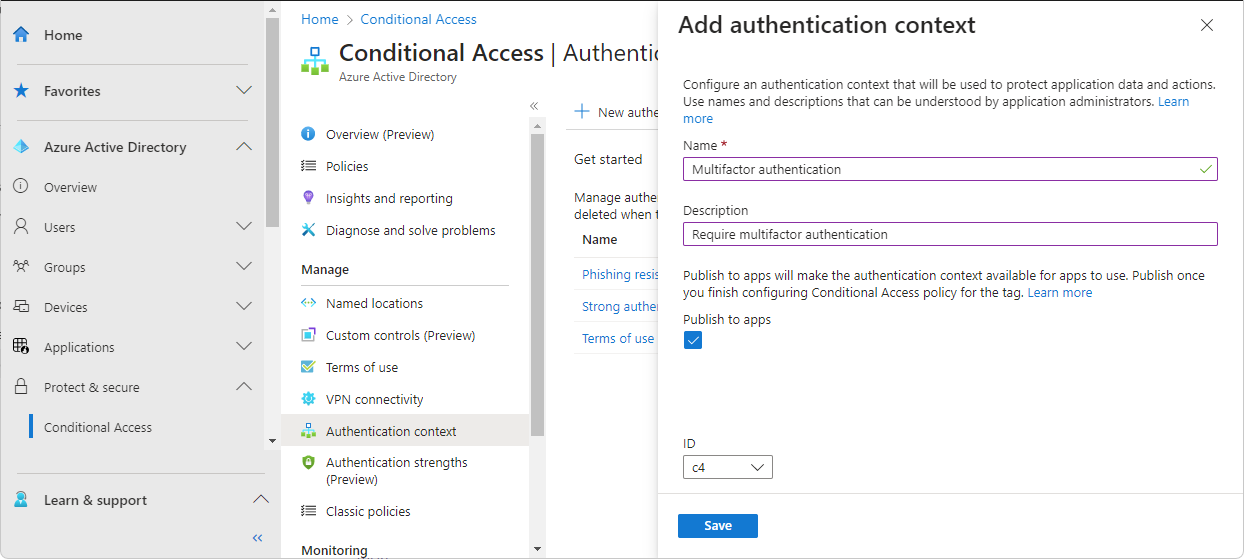 Home
Favorites
Azure Active Directory
Overview
Users
Groups
Devices
Applications
Protect & secure
Conditional Access
Learn & support
«
Home > Conditional Access
Conditional Access | Authentic
Azure Active Directory
«
Overview (Preview)
Policies
Insights and reporting
Diagnose and solve problems
Manage
Named locations
Custom controls (Preview)
Terms of use
VPN connectivity
Authentication context
Authentication strengths
(Preview)
Classic policies
Monitoring
+ New authe
Get started
Manage authe
deleted when t
Name
Phishing resis
Strong authen
Terms of use
Add authentication context
Configure an authentication context that will be used to protect application data and actions.
Use names and descriptions that can be understood by application administrators. Learn
more
Name *
Multifactor authentication
Description
Require multifactor authentication
Publish to apps will make the authentication context available for apps to use. Publish once
you finish configuring Conditional Access policy for the tag. Learn more
Publish to apps
ID
c4
Save